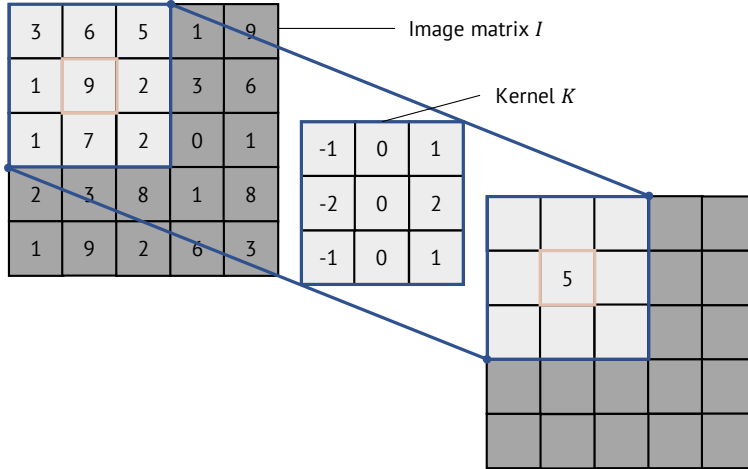 3 6 5 1 9
Image matrix I
1 9 2 3 6
Kernel K
1 7 2 0 1
2 3 8 1 8
1 9 2 6 3
-1 0 1
-2 0 2
-1 0 1
5